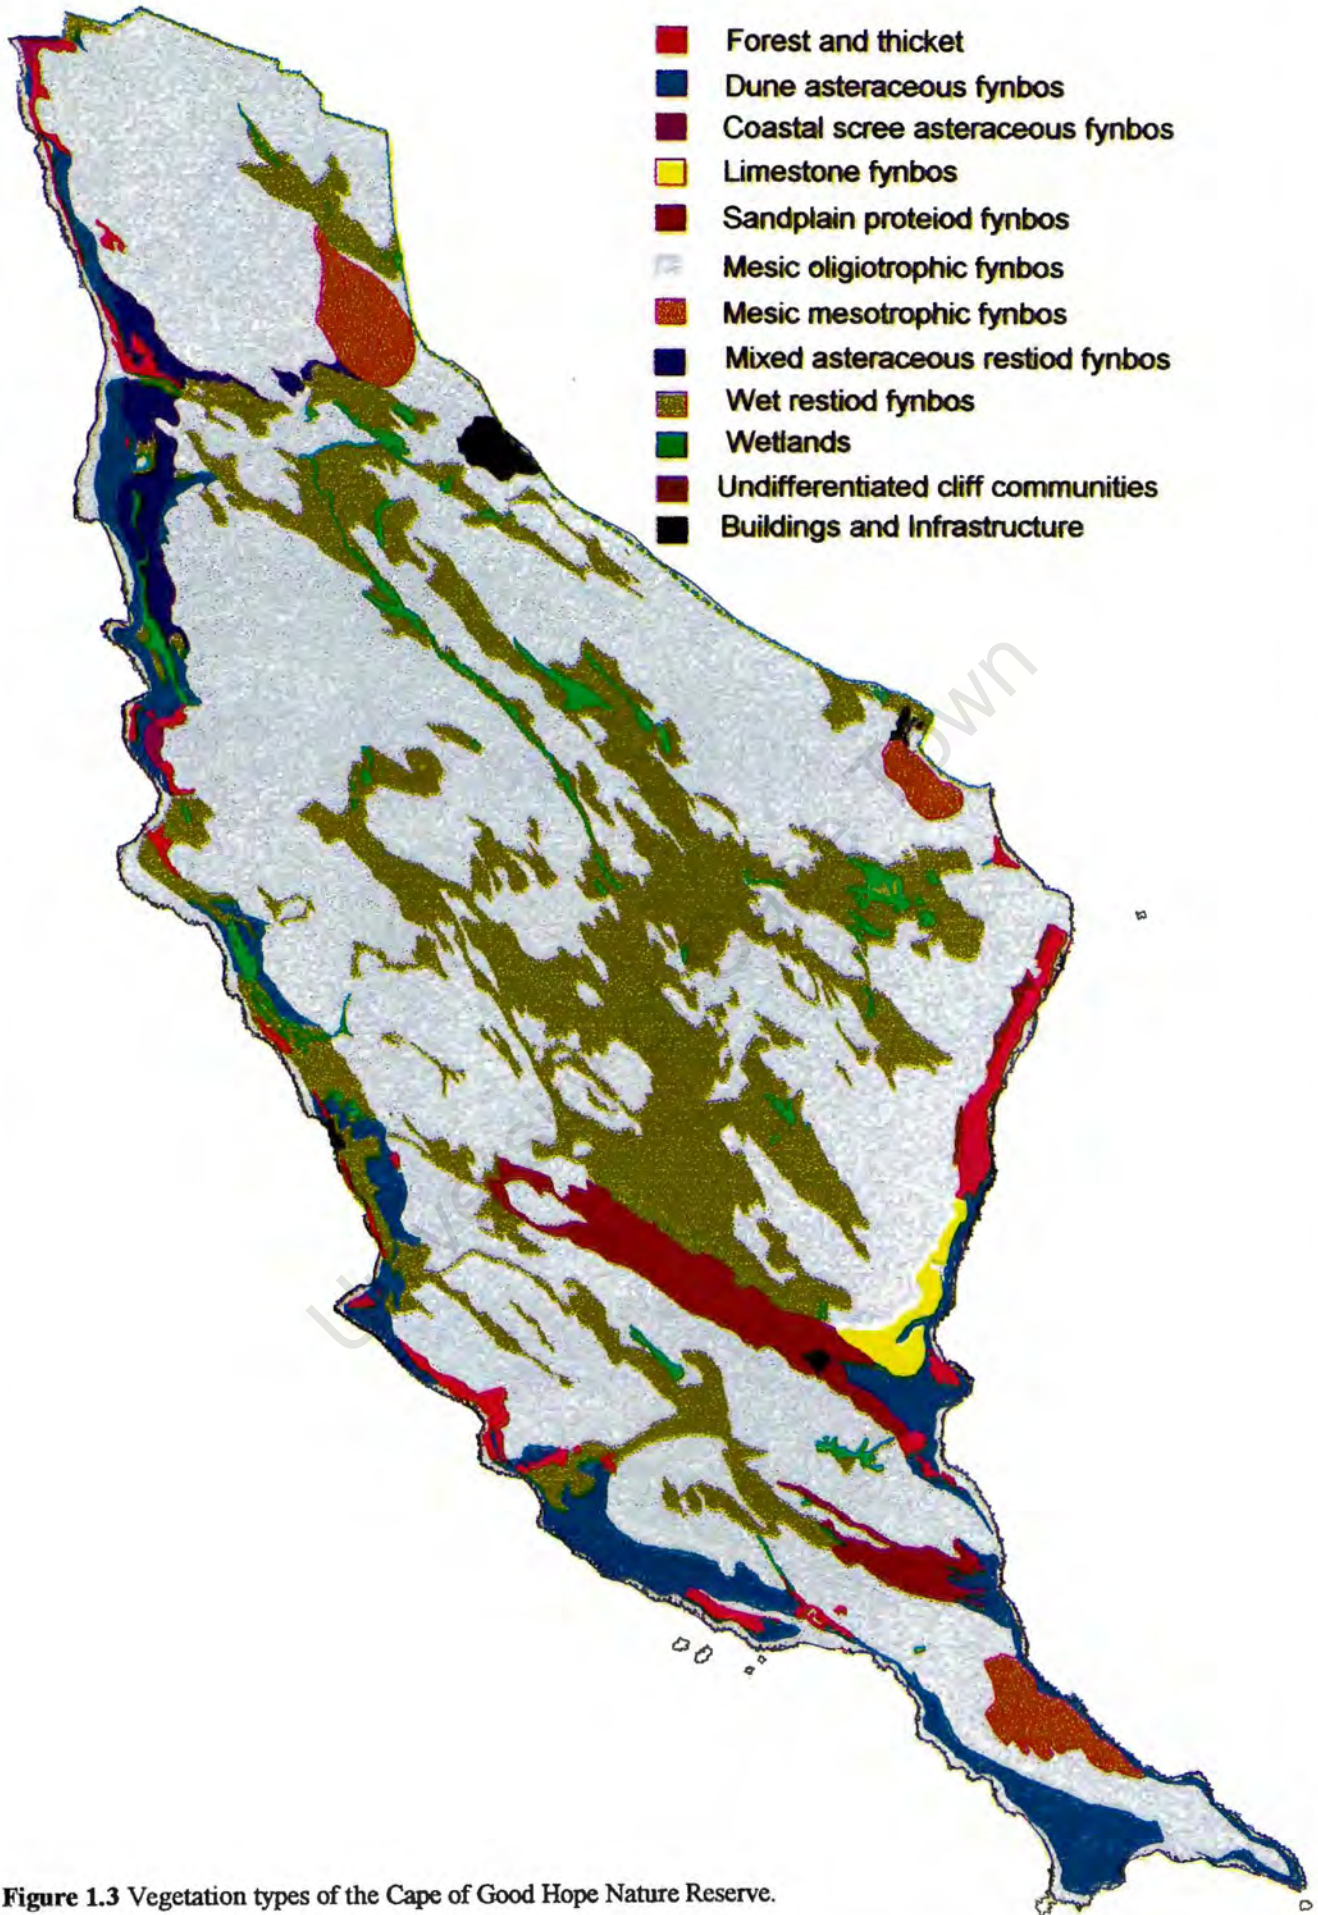 Forest and thicket
Dune asteraceous fynbos
Coastal scree asteraceous fynbos
Limestone fynbos
Sandplain proteiod fynbos
Mesic oligiotrophic fynbos
Mesic mesotrophic fynbos
Mixed asteraceous restiod fynbos
Wet restiod fynbos
Wetlands
Undifferentiated cliff communities
Buildings and Infrastructure
Town
Figure 1.3 Vegetation types of the Cape of Good Hope Nature Reserve.